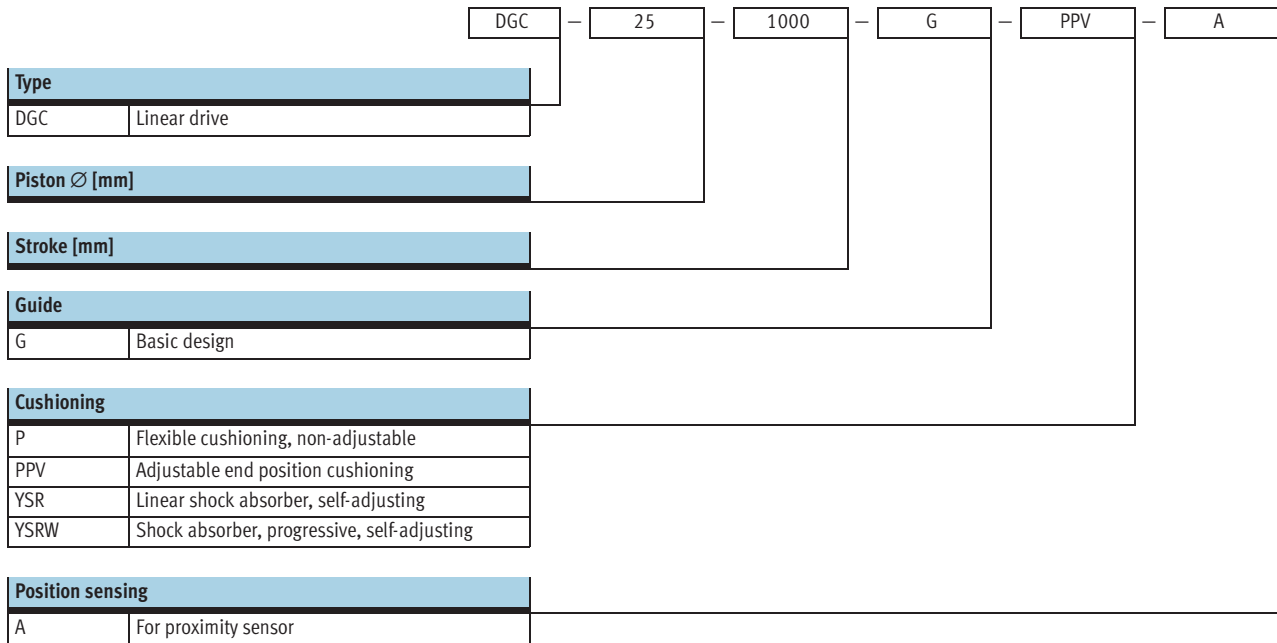 DGC – 25 – 1000 – G – PPV – A
Type
DGC Linear drive
Piston ∅ [mm]
Stroke [mm]
Guide
G Basic design
Cushioning
P Flexible cushioning, non-adjustable
PPV Adjustable end position cushioning
YSR Linear shock absorber, self-adjusting
YSRW Shock absorber, progressive, self-adjusting
Position sensing
A For proximity sensor